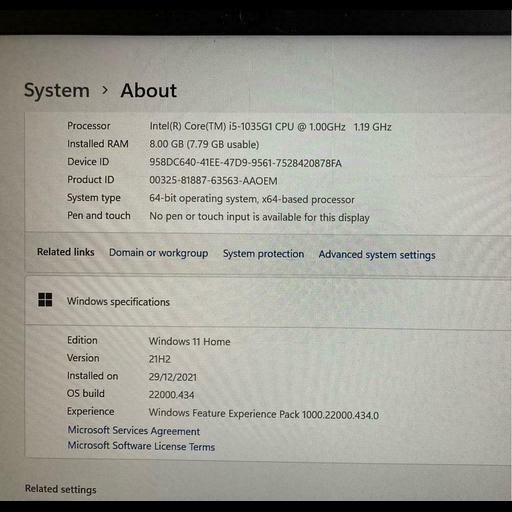 System > About
Processor Intel(R) Core(TM) i5-1035G1 CPU @ 1.00GHz 1.19 GHz
Installed RAM 8.00 GB (7.79 GB usable)
Device ID 958DC640-41EE-47D9-9561-7528420878FA
Product ID 00325-81887-63563-AAOEM
System type 64-bit operating system, x64-based processor
Pen and touch No pen or touch input is available for this display
Related links Domain or workgroup System protection Advanced system settings
Windows specifications
Edition Windows 11 Home
Version 21H2
Installed on 29/12/2021
OS build 22000.434
Experience Windows Feature Experience Pack 1000.22000.434.0
Microsoft Services Agreement
Microsoft Software License Terms
Related settings